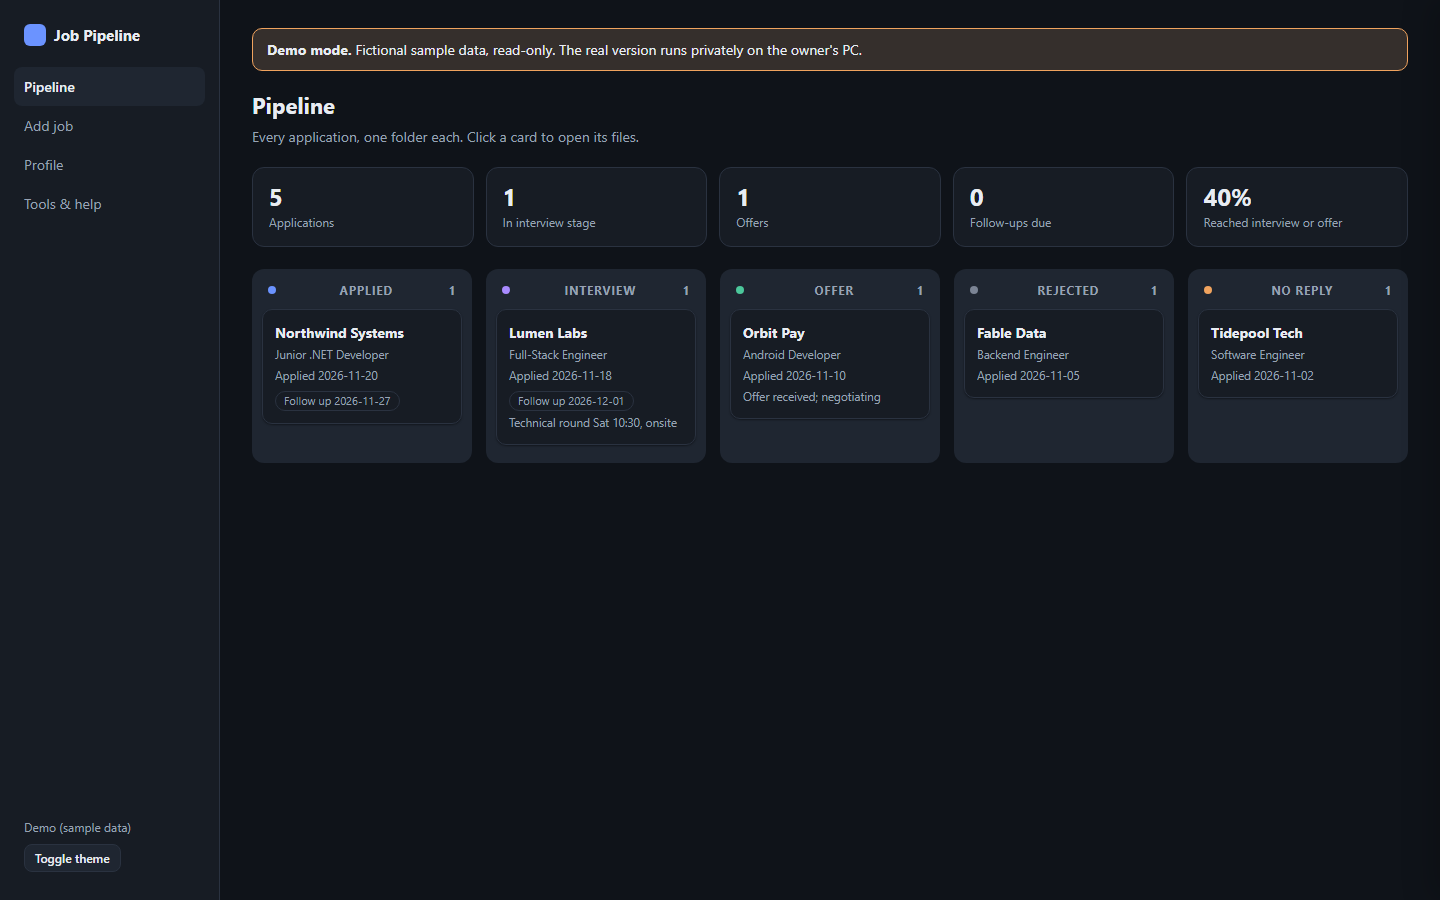 Job Pipeline
Pipeline
Add job
Profile
Tools & help
Demo (sample data)
Toggle theme
Demo mode. Fictional sample data, read-only. The real version runs privately on the owner's PC.
Pipeline
Every application, one folder each. Click a card to open its files.
5
Applications
1
In interview stage
1
Offers
0
Follow-ups due
40%
Reached interview or offer
APPLIED 1
Northwind Systems
Junior .NET Developer
Applied 2026-11-20
Follow up 2026-11-27
INTERVIEW 1
Lumen Labs
Full-Stack Engineer
Applied 2026-11-18
Follow up 2026-12-01
Technical round Sat 10:30, onsite
OFFER 1
Orbit Pay
Android Developer
Applied 2026-11-10
Offer received; negotiating
REJECTED 1
Fable Data
Backend Engineer
Applied 2026-11-05
NO REPLY 1
Tidepool Tech
Software Engineer
Applied 2026-11-02